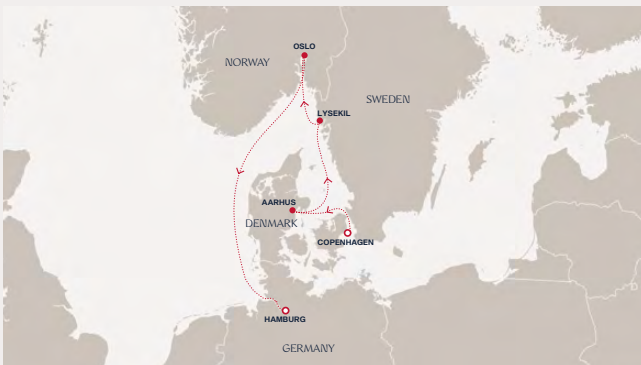 OSLO
NORWAY
SWEDEN
LYSEKIL
AARHUS
DENMARK
COPENHAGEN
HAMBURG
GERMANY